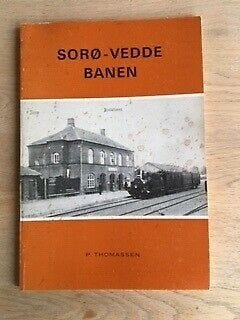 SORØ-VEDDE
BANEN
P. THOMASSEN